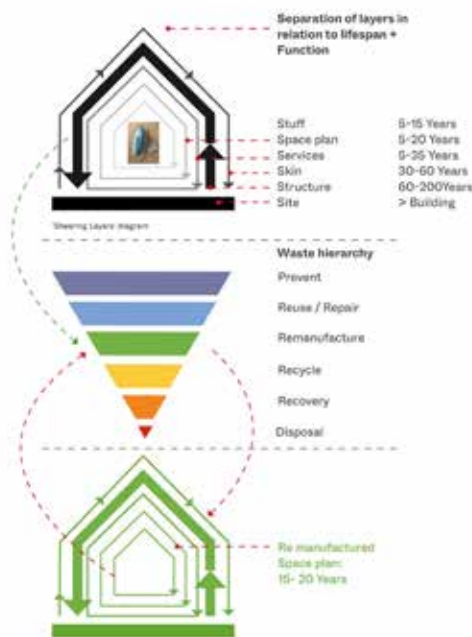 Separation of layers in
relation to lifespan +
Function
Stuff 5-15 Years
Space plan 5-20 Years
Services 5-35 Years
Skin 30-60 Years
Structure 60-200Years
Site > Building
Shearing Layers diagram
Waste hierarchy
Prevent
Reuse / Repair
Remanufacture
Recycle
Recovery
Disposal
Re manufactured
Space plan:
15- 20 Years